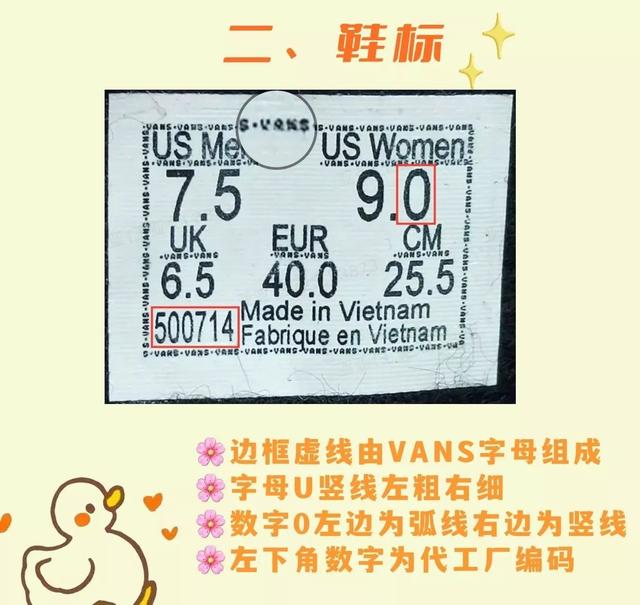 二、鞋标
S·VANS
US Me
US Women
7.5
9.0
UK
EUR
CM
6.5
40.0
25.5
500714
Made in Vietnam
Fabrique en Vietnam
边框虚线由VANS字母组成
字母U竖线左粗右细
数字0左边为弧线右边为竖线
左下角数字为代工厂编码